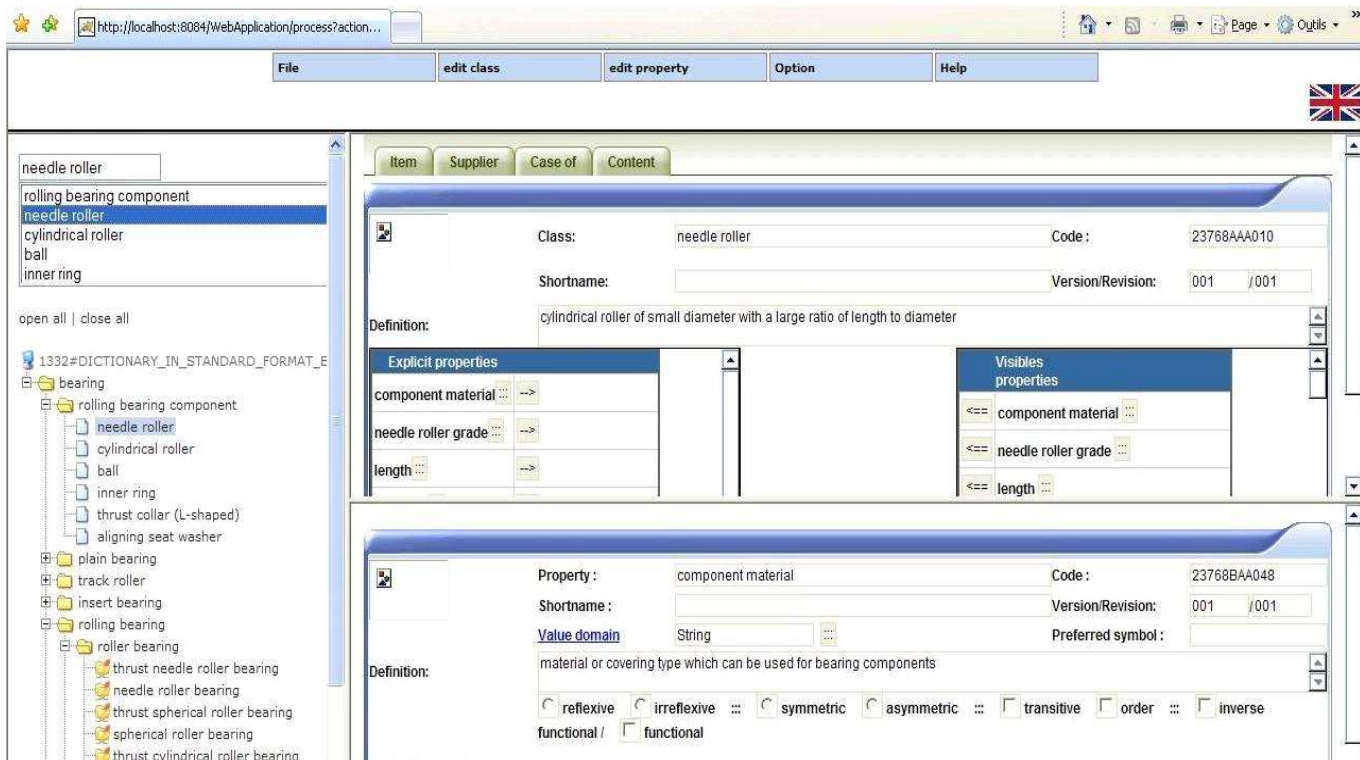 http://localhost:8084/WebApplication/process?action...
Page
Outils
»
File edit class edit property Option Help
needle roller
rolling bearing component
needle roller
cylindrical roller
ball
inner ring
open all | close all
1332#DICTIONARY_IN_STANDARD_FORMAT_E
bearing
rolling bearing component
needle roller
cylindrical roller
ball
inner ring
thrust collar (L-shaped)
aligning seat washer
plain bearing
track roller
insert bearing
rolling bearing
roller bearing
thrust needle roller bearing
needle roller bearing
thrust spherical roller bearing
spherical roller bearing
thrust cylindrical roller bearing
Item Supplier Case of Content
Class: needle roller Code : 23768AAA010
Shortname: Version/Revision: 001 /001
Definition: cylindrical roller of small diameter with a large ratio of length to diameter
Explicit properties
component material ::: -->
needle roller grade ::: -->
length ::: -->
Visibles
properties
<== component material :::
<== needle roller grade :::
<== length :::
Property : component material Code : 23768BAA048
Shortname : Version/Revision: 001 /001
Value domain String ::: Preferred symbol :
Definition: material or covering type which can be used for bearing components
reflexive irreflexive ::: symmetric asymmetric ::: transitive order ::: inverse
functional / functional